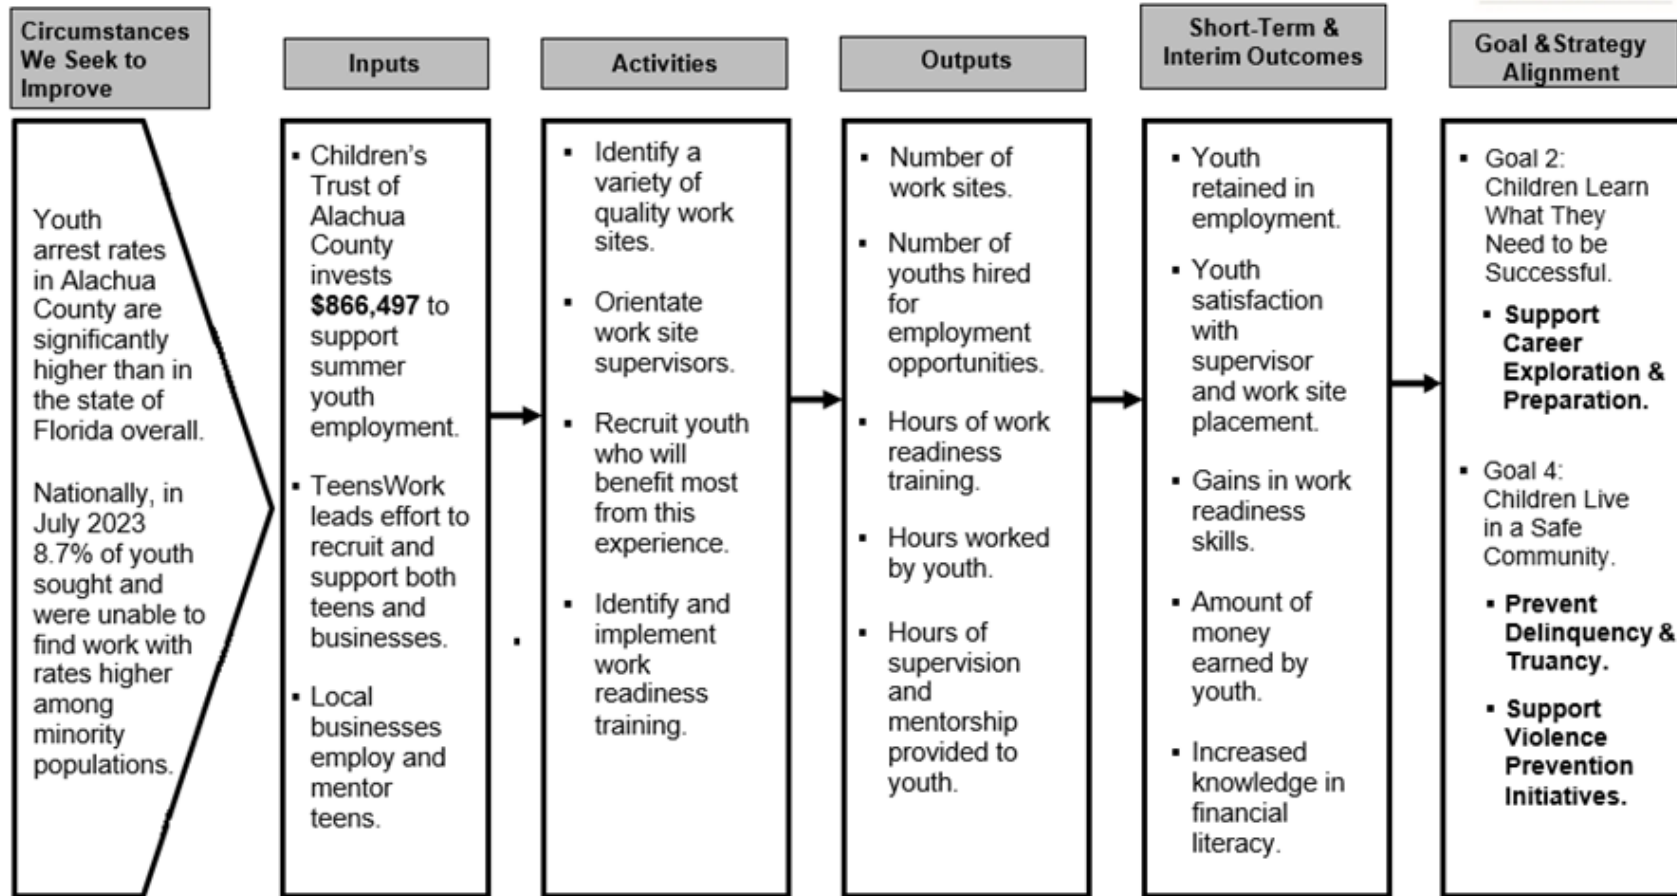 Circumstances
We Seek to
Improve
Youth
arrest rates
in Alachua
County are
significantly
higher than in
the state of
Florida overall.
Nationally, in
July 2023
8.7% of youth
sought and
were unable to
find work with
rates higher
among
minority
populations.
Inputs
▪ Children’s
Trust of
Alachua
County
invests
$866,497 to
support
summer
youth
employment.
▪ TeensWork
leads effort to
recruit and
support both
teens and
businesses.
▪ Local
businesses
employ and
mentor
teens.
Activities
▪ Identify a
variety of
quality work
sites.
▪ Orientate
work site
supervisors.
▪ Recruit youth
who will
benefit most
from this
experience.
▪ Identify and
implement
work
readiness
training.
Outputs
▪ Number of
work sites.
▪ Number of
youths hired
for
employment
opportunities.
▪ Hours of work
readiness
training.
▪ Hours worked
by youth.
▪ Hours of
supervision
and
mentorship
provided to
youth.
Short-Term &
Interim Outcomes
▪ Youth
retained in
employment.
▪ Youth
satisfaction
with
supervisor
and work site
placement.
▪ Gains in work
readiness
skills.
▪ Amount of
money
earned by
youth.
▪ Increased
knowledge in
financial
literacy.
Goal & Strategy
Alignment
▪ Goal 2:
Children Learn
What They
Need to be
Successful.
▪ Support
Career
Exploration &
Preparation.
▪ Goal 4:
Children Live
in a Safe
Community.
▪ Prevent
Delinquency &
Truancy.
▪ Support
Violence
Prevention
Initiatives.